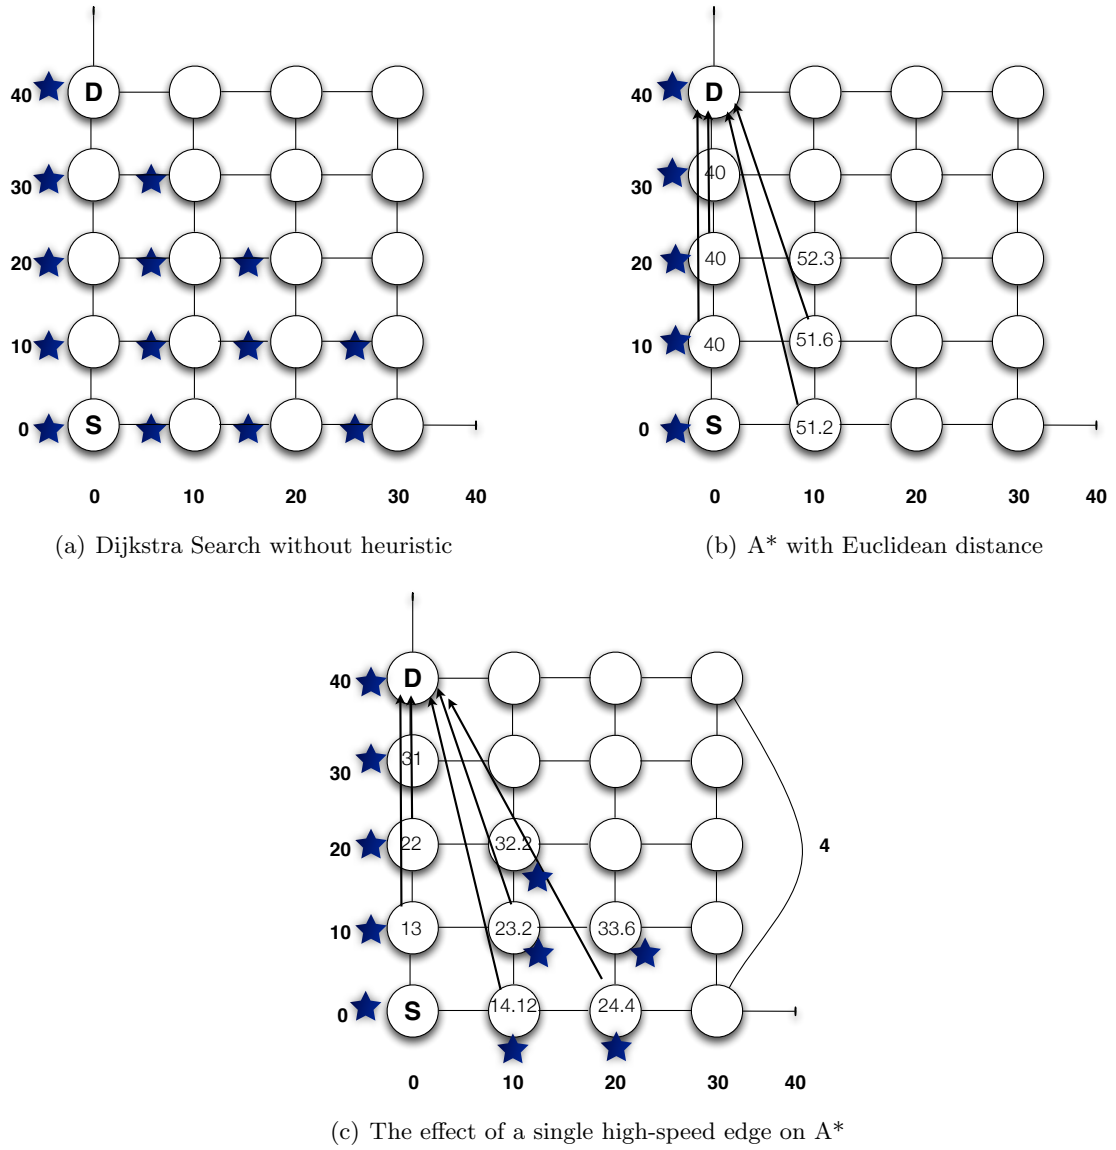 40 D
30
20
10
0 S
0 10 20 30 40
(a) Dijkstra Search without heuristic
40 D
30 40
20 40 52.3
10 40 51.6
0 S 51.2
0 10 20 30 40
(b) A* with Euclidean distance
40 D
30 31
20 22 32.2 4
10 13 23.2 33.6
0 S 14.12 24.4
0 10 20 30 40
(c) The effect of a single high-speed edge on A*